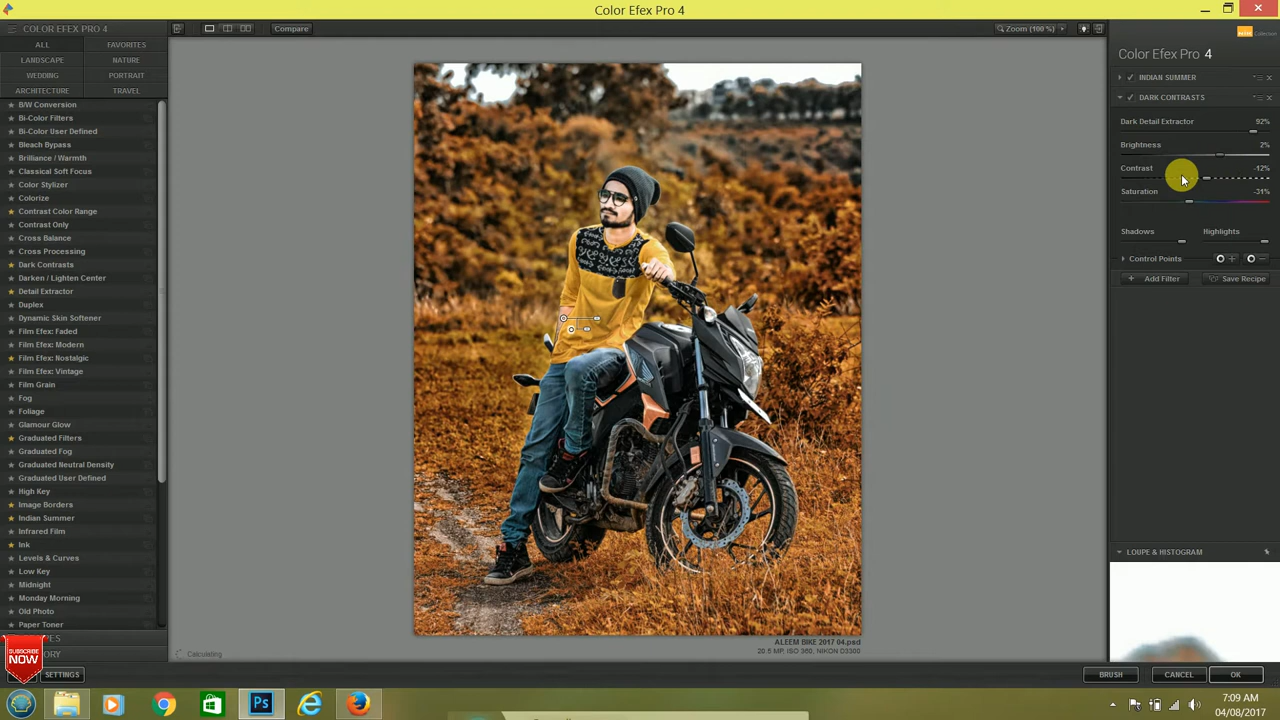 Color Efex Pro 4
COLOR EFEX PRO 4
Compare
Zoom (100 %)
ALL
FAVORITES
LANDSCAPE
NATURE
WEDDING
PORTRAIT
ARCHITECTURE
TRAVEL
B/W Conversion
Bi-Color Filters
Bi-Color User Defined
Bleach Bypass
Brilliance / Warmth
Classical Soft Focus
Color Stylizer
Colorize
Contrast Color Range
Contrast Only
Cross Balance
Cross Processing
Dark Contrasts
Darken / Lighten Center
Detail Extractor
Duplex
Dynamic Skin Softener
Film Efex: Faded
Film Efex: Modern
Film Efex: Nostalgic
Film Efex: Vintage
Film Grain
Fog
Foliage
Glamour Glow
Graduated Filters
Graduated Fog
Graduated Neutral Density
Graduated User Defined
High Key
Image Borders
Indian Summer
Infrared Film
Ink
Levels & Curves
Low Key
Midnight
Monday Morning
Old Photo
Paper Toner
SUBSCRIBE
NOW
SETTINGS
Calculating
ALEEM BIKE 2017 04.psd
20.5 MP, ISO 360, NIKON D3300
Collection
Color Efex Pro 4
INDIAN SUMMER
DARK CONTRASTS
Dark Detail Extractor 92%
Brightness 2%
Contrast -12%
Saturation -31%
Shadows Highlights
Control Points
Add Filter Save Recipe
LOUPE & HISTOGRAM
BRUSH CANCEL OK
Ps
7:09 AM
04/08/2017